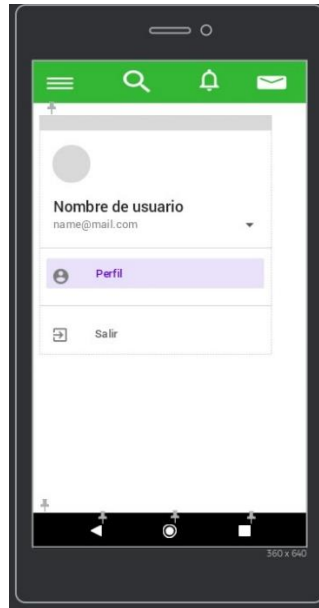 Nombre de usuario
name@mail.com
Perfil
Salir
360 x 640